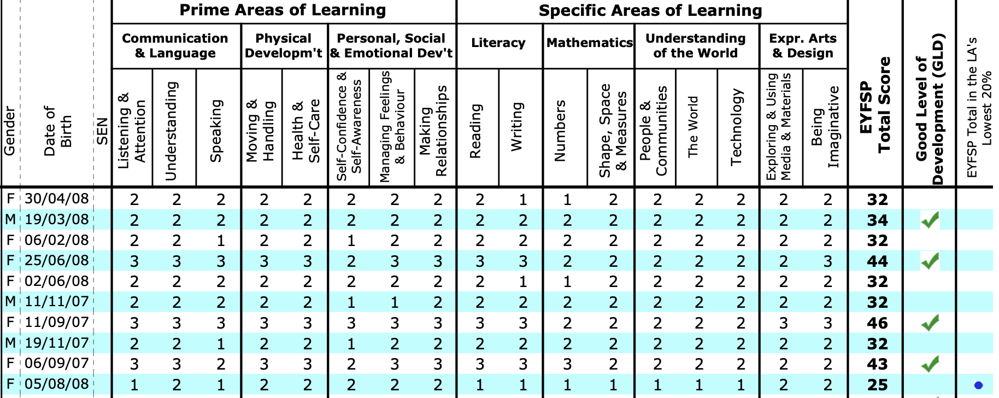 Prime Areas of Learning
Specific Areas of Learning
Communication & Language
Physical Developm't
Personal, Social & Emotional Dev't
Literacy
Mathematics
Understanding of the World
Expr. Arts & Design
Gender
Date of Birth
SEN
Listening & Attention
Understanding
Speaking
Moving & Handling
Health & Self-Care
Self-Confidence & Self-Awareness
Managing Feelings & Behaviour
Making Relationships
Reading
Writing
Numbers
Shape, Space & Measures
People & Communities
The World
Technology
Exploring & Using Media & Materials
Being Imaginative
EYFSP Total Score
Good Level of Development (GLD)
EYFSP Total in the LA's Lowest 20%
F 30/04/08 2 2 2 2 2 2 2 2 2 1 1 2 2 2 2 2 2 32
M 19/03/08 2 2 2 2 2 2 2 2 2 2 2 2 2 2 2 2 2 34
F 06/02/08 2 2 1 2 2 1 2 2 2 2 2 2 2 2 2 2 2 32
F 25/06/08 3 3 3 3 3 2 3 3 3 3 2 2 2 2 2 2 3 44
F 02/06/08 2 2 2 2 2 2 2 2 2 1 1 2 2 2 2 2 2 32
M 11/11/07 2 2 2 2 2 1 1 2 2 2 2 2 2 2 2 2 2 32
F 11/09/07 3 3 3 3 3 3 3 3 3 3 2 2 2 2 2 3 3 46
M 19/11/07 2 2 1 2 2 1 2 2 2 2 2 2 2 2 2 2 2 32
F 06/09/07 3 3 2 3 3 2 3 3 3 3 3 2 2 2 2 2 2 43
F 05/08/08 1 2 1 2 2 2 2 2 1 1 1 1 1 1 1 2 2 25